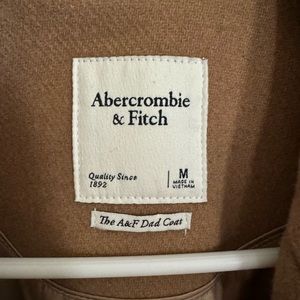 Abercrombie
& Fitch
Quality Since
1892
M
MADE IN
VIETNAM
The A&F Dad Coat